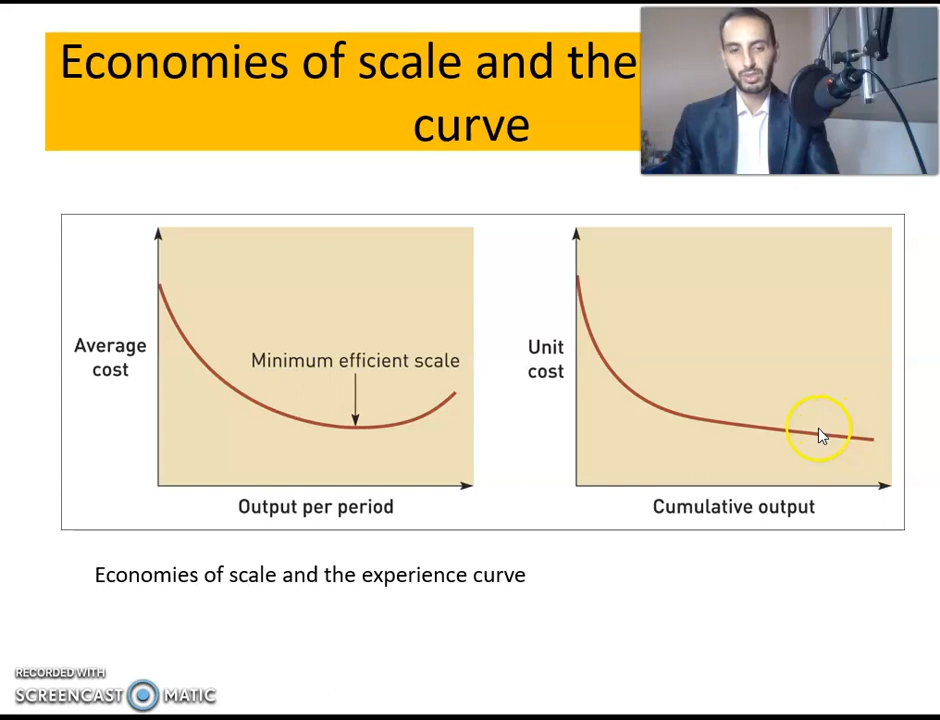 Economies of scale and the
curve
Average
cost
Minimum efficient scale
Output per period
Unit
cost
Cumulative output
Economies of scale and the experience curve
RECORDED WITH
SCREENCAST MATIC